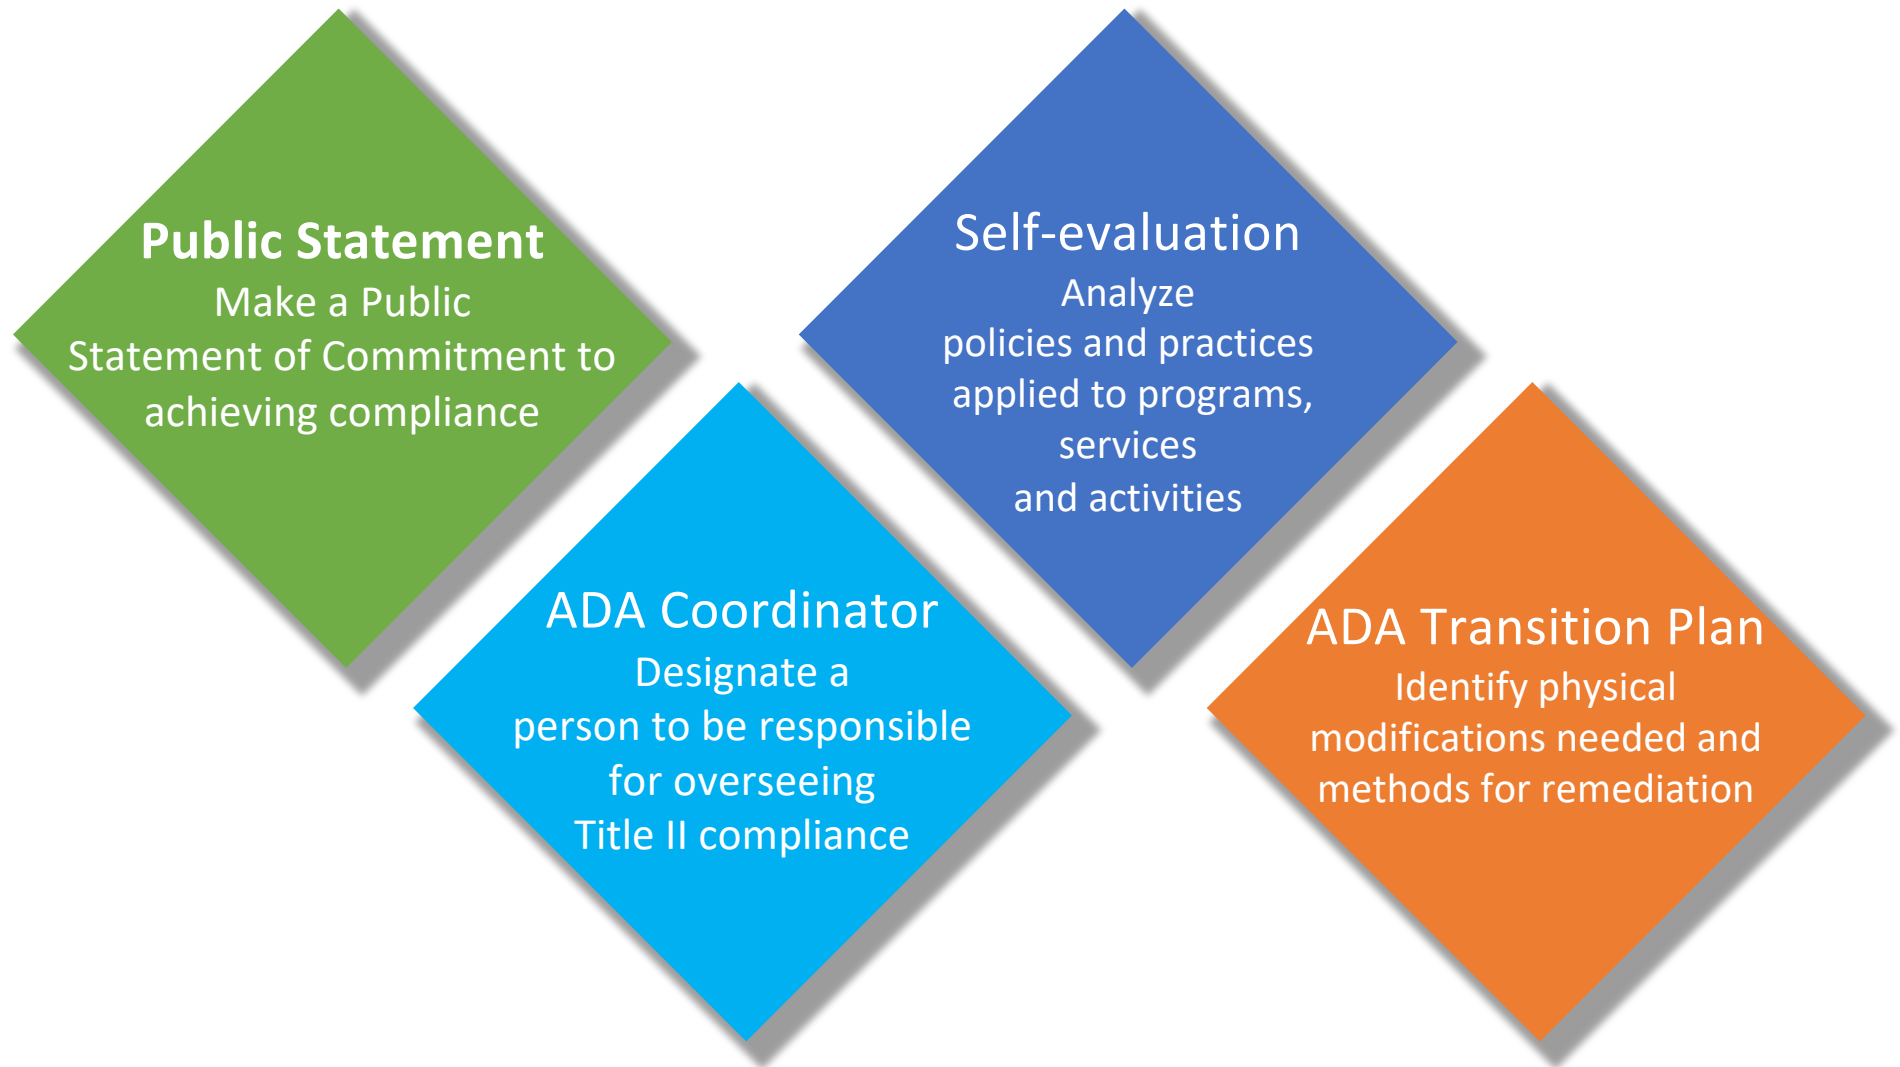 Public Statement
Make a Public
Statement of Commitment to
achieving compliance
ADA Coordinator
Designate a
person to be responsible
for overseeing
Title II compliance
Self-evaluation
Analyze
policies and practices
applied to programs,
services
and activities
ADA Transition Plan
Identify physical
modifications needed and
methods for remediation